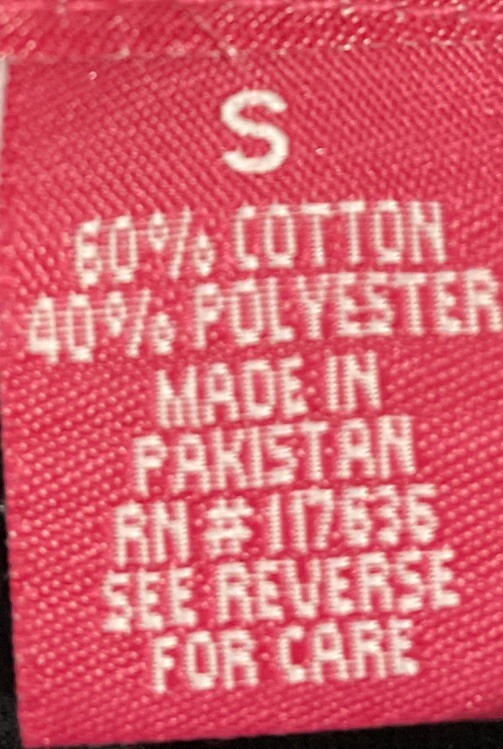 S
60% COTTON
40% POLYESTER
MADE IN
PAKISTAN
RN # 117636
SEE REVERSE
FOR CARE